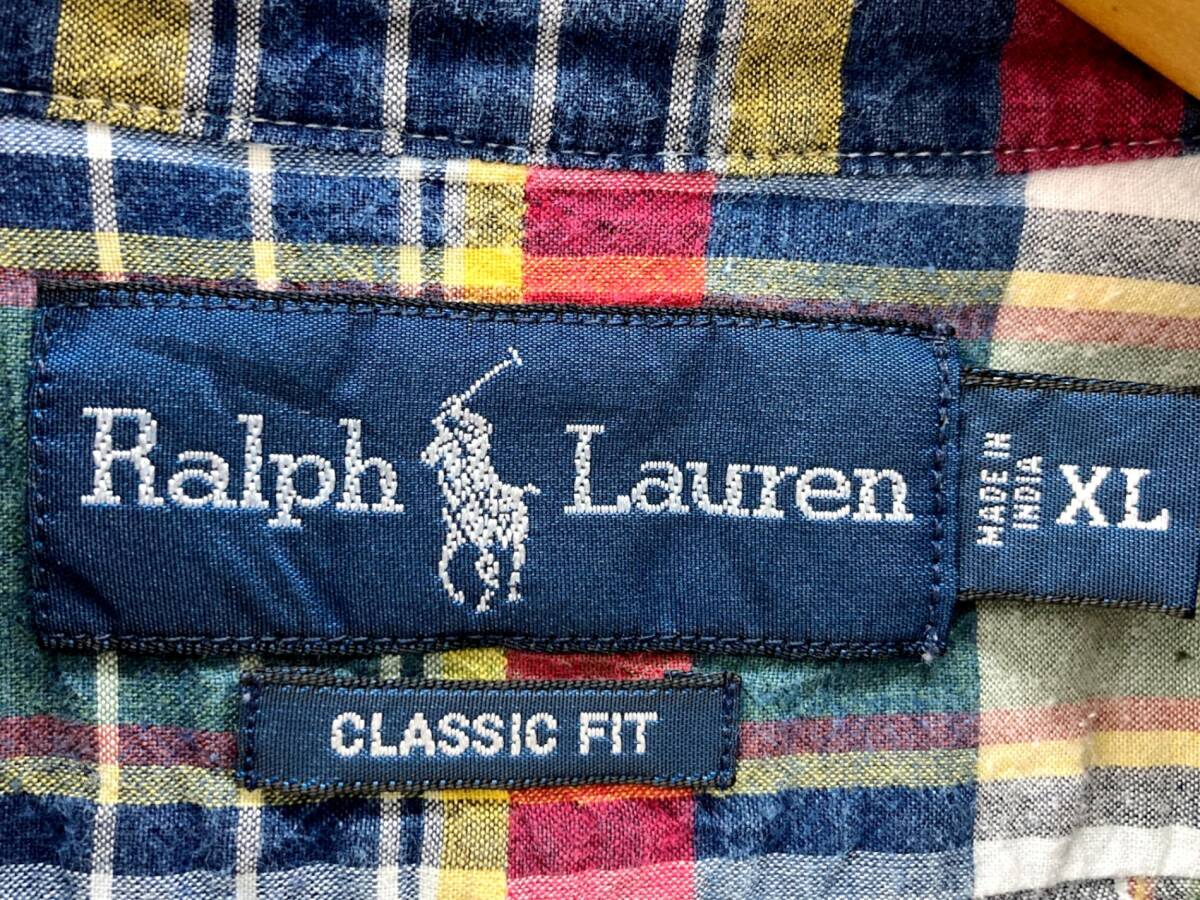 Ralph Lauren
MADE IN
INDIA
XL
CLASSIC FIT